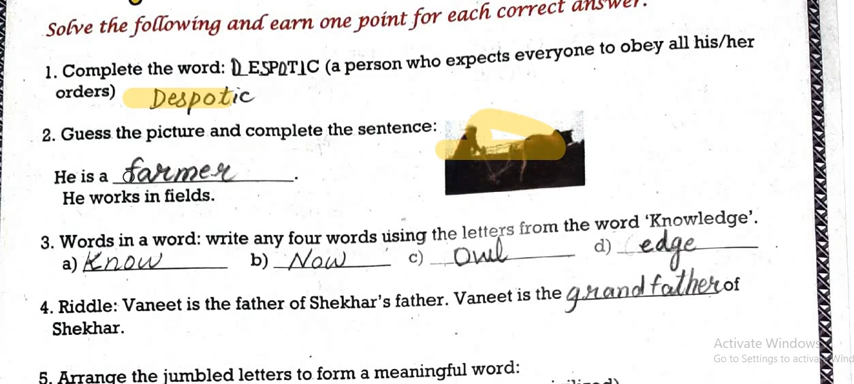 Solve the following and earn one point for each correct answer.
1. Complete the word: DESPOTIC (a person who expects everyone to obey all his/her
orders) Despotic
2. Guess the picture and complete the sentence:
He is a farmer.
He works in fields.
3. Words in a word: write any four words using the letters from the word ‘Knowledge’.
a) Know b) Now c) Owl d) edge
4. Riddle: Vaneet is the father of Shekhar’s father. Vaneet is the grandfather of
Shekhar.
Activate Windows
Go to Settings to activate Wind
5. Arrange the jumbled letters to form a meaningful word: